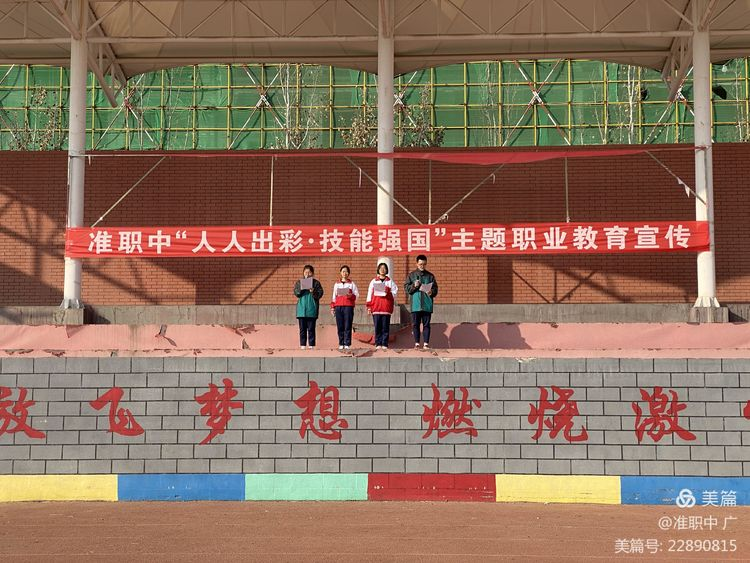 准职中“人人出彩·技能强国”主题职业教育宣传
放飞梦想 燃烧激
美篇
@准职中 广
美篇号: 22890815